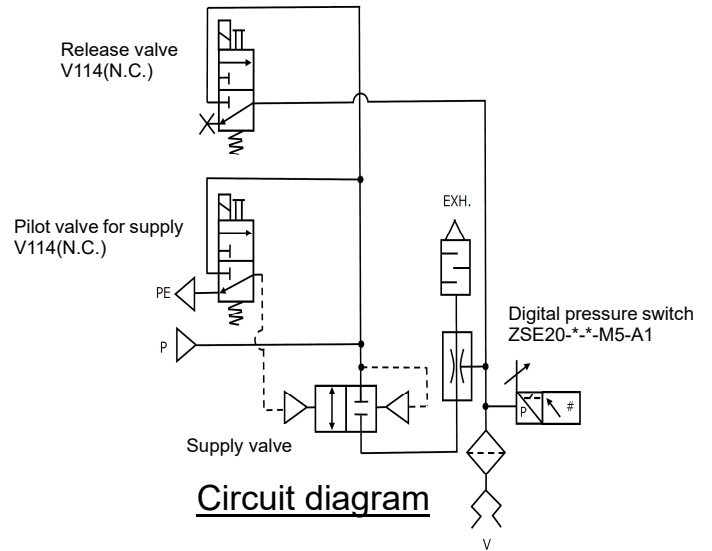 Release valve
V114(N.C.)
Pilot valve for supply
V114(N.C.)
EXH.
PE
Digital pressure switch
ZSE20-*-*-M5-A1
P
P #
Supply valve
Circuit diagram
V